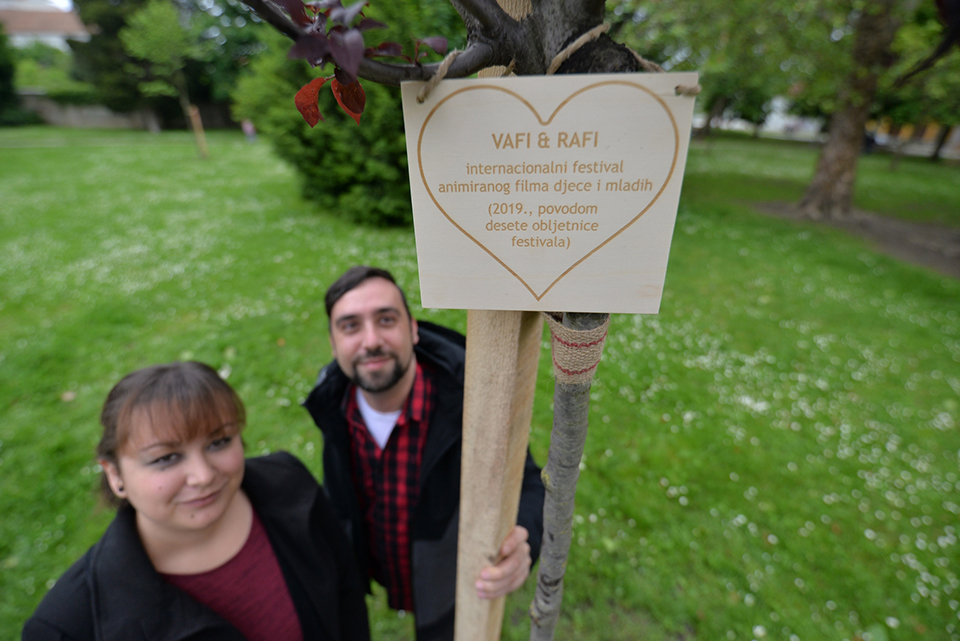 VAFI & RAFI
internacionalni festival
animiranog filma djece i mladih
(2019., povodom
desete obljetnice
festivala)